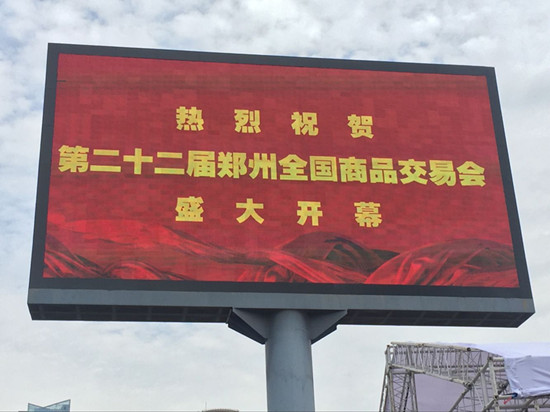 热烈祝贺
第二十二届郑州全国商品交易会
盛大开幕